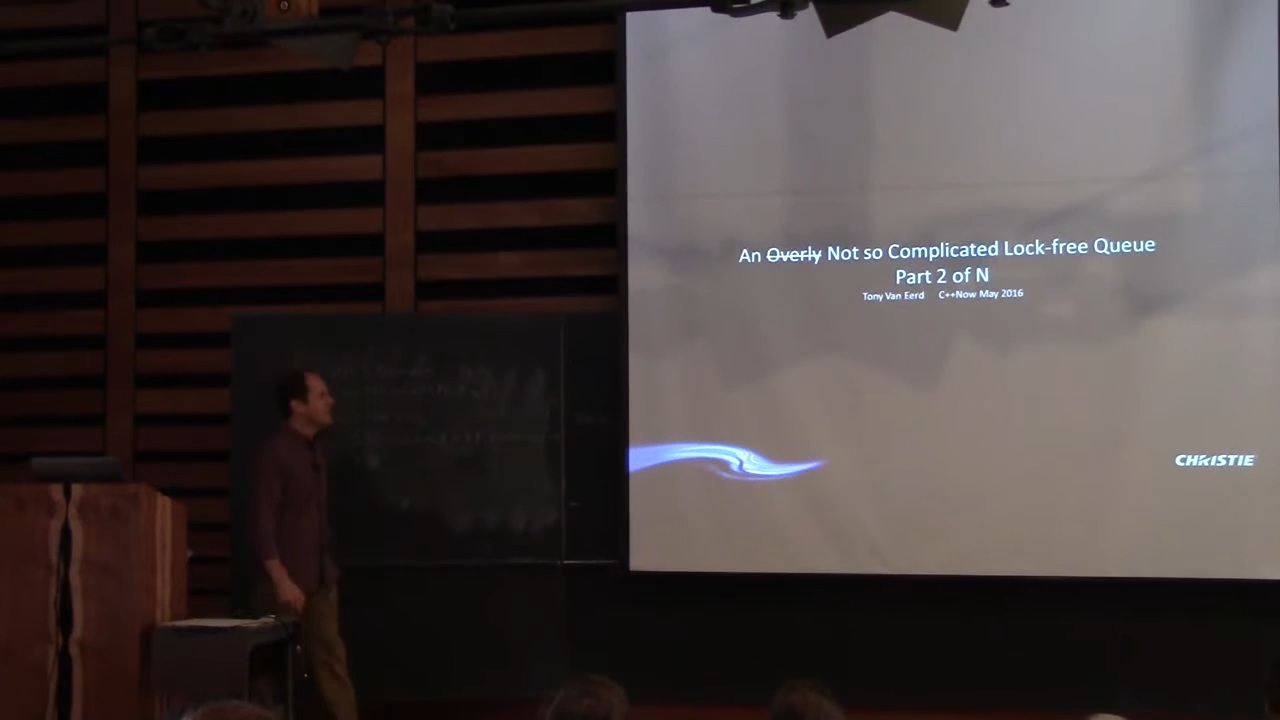 An Overly Not so Complicated Lock-free Queue
Part 2 of N
Tony Van Eerd C++Now May 2016
CHRISTIE